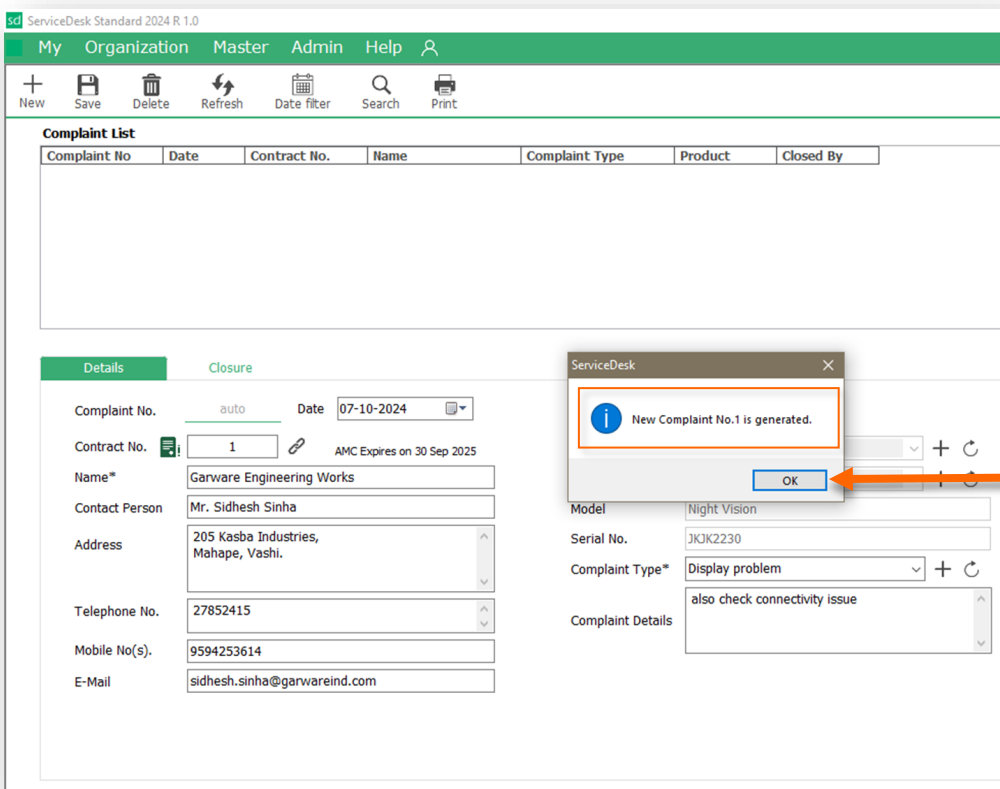 sd ServiceDesk Standard 2024 R 1.0
My Organization Master Admin Help
New Save Delete Refresh Date filter Search Print
Complaint List
Complaint No Date Contract No. Name Complaint Type Product Closed By
Details Closure
Complaint No. auto Date 07-10-2024
Contract No. 1 AMC Expires on 30 Sep 2025
Name* Garware Engineering Works
Contact Person Mr. Sidhesh Sinha
Address 205 Kasba Industries,
Mahape, Vashi.
Telephone No. 27852415
Mobile No(s). 9594253614
E-Mail sidhesh.sinha@garwareind.com
ServiceDesk
New Complaint No.1 is generated.
OK
Model Night Vision
Serial No. JKJK2230
Complaint Type* Display problem
Complaint Details also check connectivity issue